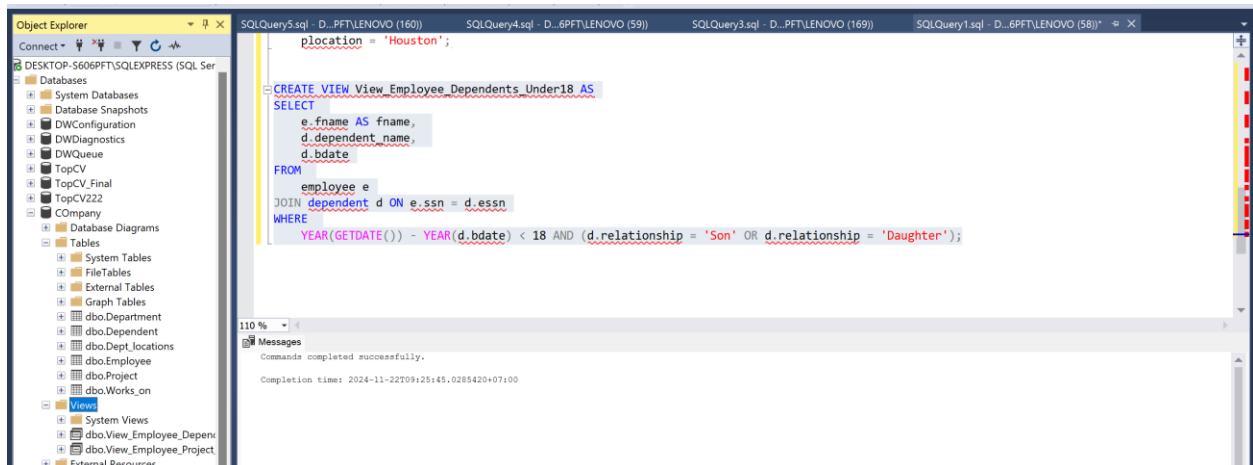 Object Explorer
Connect
DESKTOP-S606PFT\SQLEXPRESS (SQL Ser
Databases
System Databases
Database Snapshots
DWConfiguration
DWDiagnostics
DWQueue
TopCV
TopCV_Final
TopCV222
COmpany
Database Diagrams
Tables
System Tables
FileTables
External Tables
Graph Tables
dbo.Department
dbo.Dependent
dbo.Dept_locations
dbo.Employee
dbo.Project
dbo.Works_on
Views
System Views
dbo.View_Employee_Depen
dbo.View_Employee_Project_
External Resources
SQLQuery5.sql - D...PFT\LENOVO (160))
SQLQuery4.sql - D...6PFT\LENOVO (59))
SQLQuery3.sql - D...PFT\LENOVO (169))
SQLQuery1.sql - D...6PFT\LENOVO (58))*
plocation = 'Houston';
CREATE VIEW View_Employee_Dependents_Under18 AS
SELECT
e.fname AS fname,
d.dependent_name,
d.bdate
FROM
employee e
JOIN dependent d ON e.ssn = d.essn
WHERE
YEAR(GETDATE()) - YEAR(d.bdate) < 18 AND (d.relationship = 'Son' OR d.relationship = 'Daughter');
110 %
Messages
Commands completed successfully.
Completion time: 2024-11-22T09:25:45.0285420+07:00